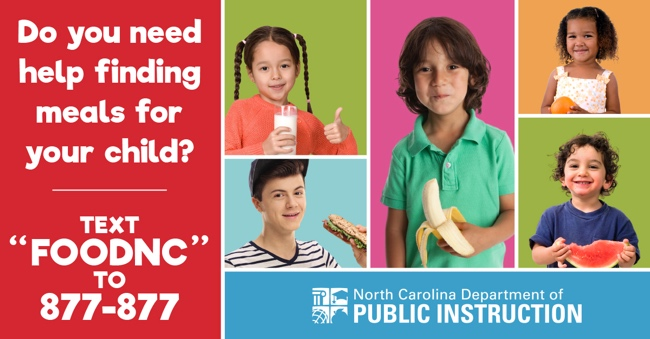 Do you need
help finding
meals for
your child?
TEXT
“FOODNC”
TO
877-877
North Carolina Department of
PUBLIC INSTRUCTION